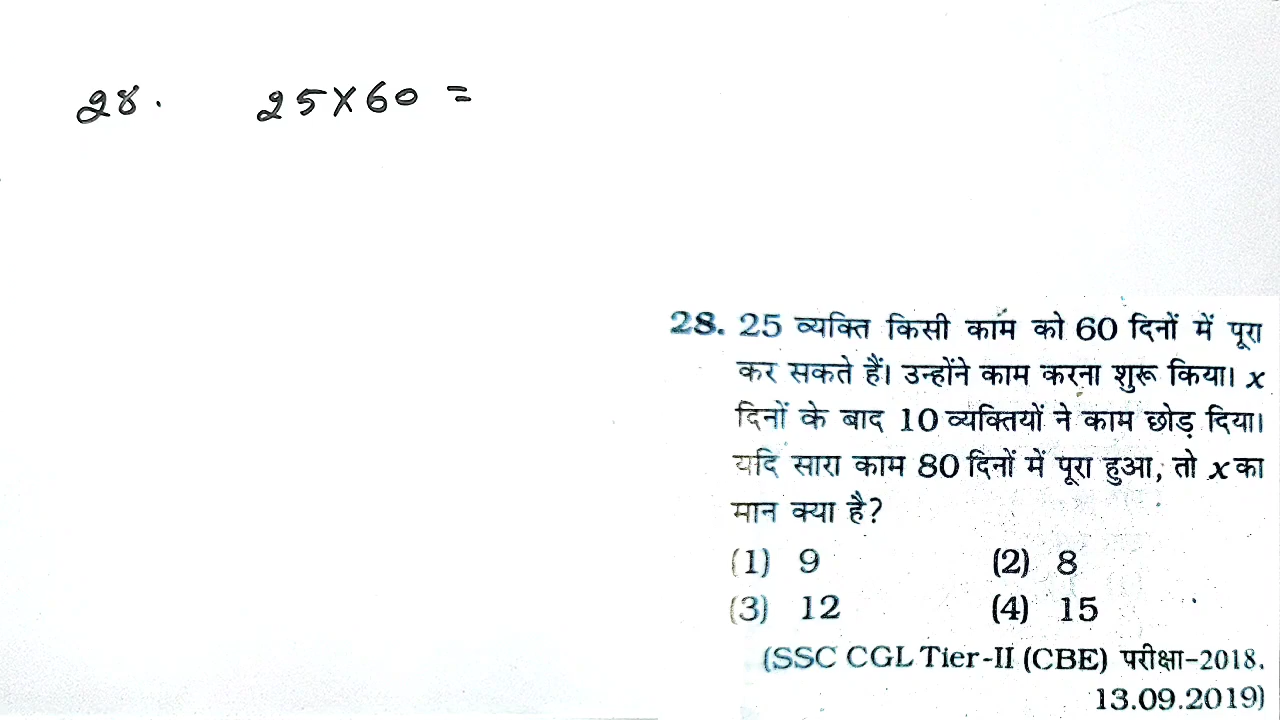 28. 25×60 =
28. 25 व्यक्ति किसी काम को 60 दिनों में पूरा
कर सकते हैं। उन्होंने काम करना शुरू किया। x
दिनों के बाद 10 व्यक्तियों ने काम छोड़ दिया।
यदि सारा काम 80 दिनों में पूरा हुआ, तो x का
मान क्या है?
(1) 9 (2) 8
(3) 12 (4) 15
(SSC CGL Tier-II (CBE) परीक्षा-2018.
13.09.2019)